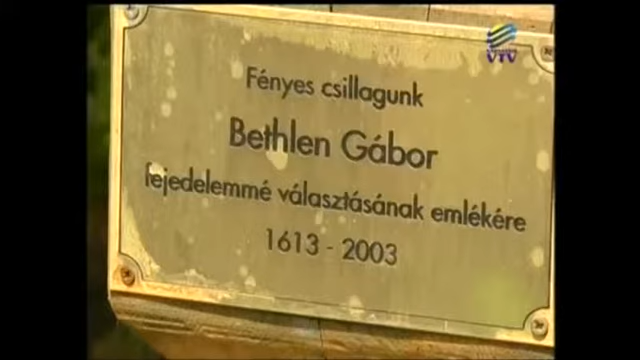 VTV
Fényes csillagunk
Bethlen Gábor
fejedelemmé választásának emlékére
1613 - 2003